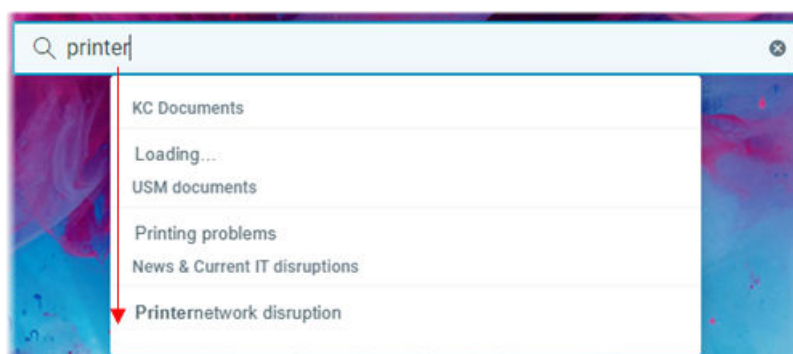 printer
KC Documents
Loading...
USM documents
Printing problems
News & Current IT disruptions
Printernetwork disruption